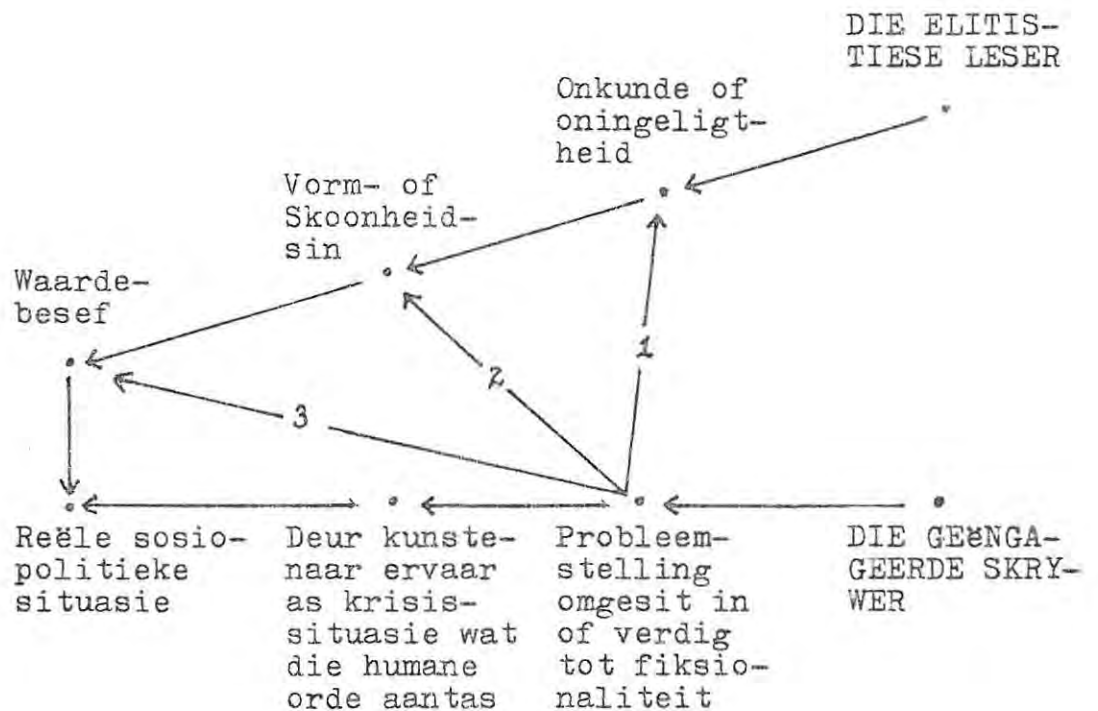 DIE ELITIS-
TIESE LESER
Onkunde of
oningeligt-
heid
Vorm- of
Skoonheid-
sin
Waarde-
besef
1
2
3
Reële sosio-
politieke
situasie
Deur kunste-
naar ervaar
as krisis-
situasie wat
die humane
orde aantas
Probleem-
stelling
omgesit in
of verdig
tot fiksio-
naliteit
DIE GEëNGA-
GEERDE SKRY-
WER